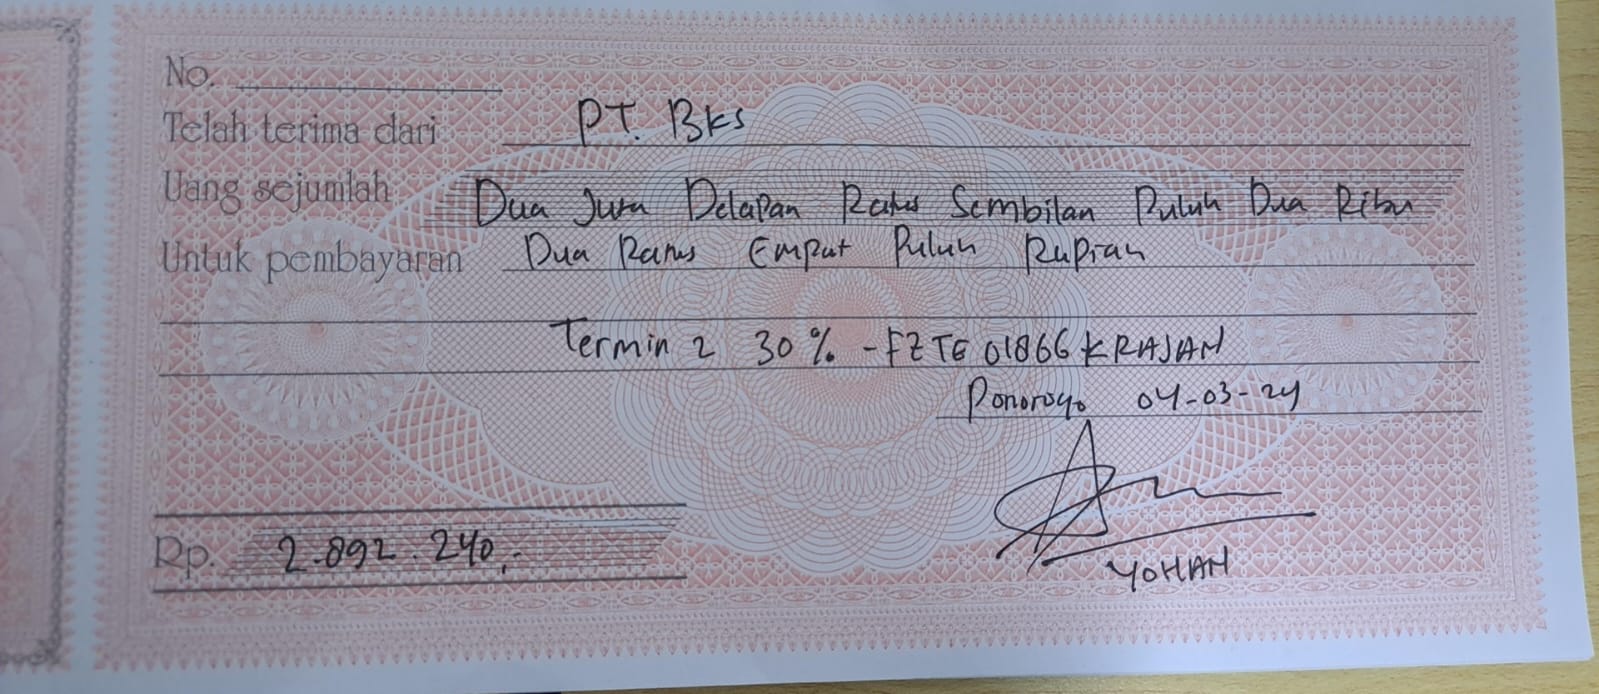 No.
Telah terima dari PT. BKS
Uang sejumlah Dua Juta Delapan Ratus Sembilan Puluh Dua Ribu
Untuk pembayaran Dua Ratus Empat Puluh Rupiah
Termin 2 30% - FZTE 01866 KRAJAN
Ponorogo 04-03-24
Rp. 2.892.240,-
YOHAN